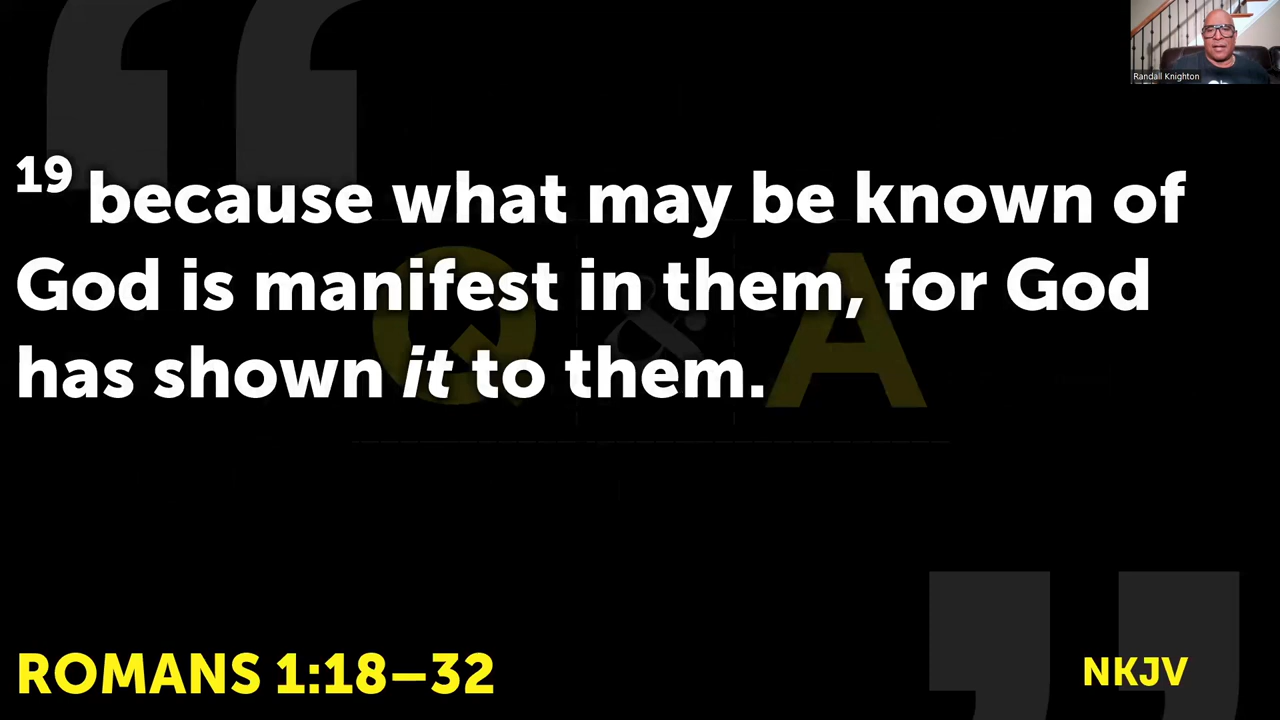 Randall Knighton
19 because what may be known of
God is manifest in them, for God
has shown it to them.
Q & A
ROMANS 1:18–32
NKJV